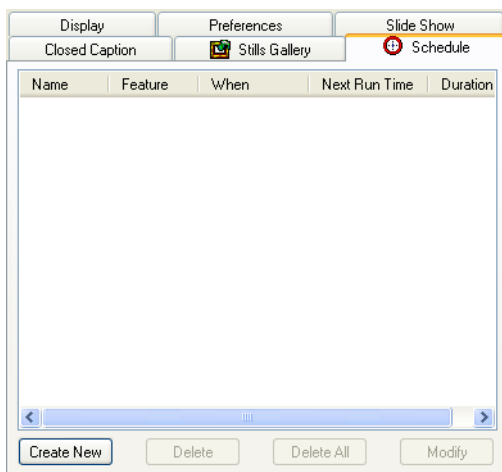 Display Preferences Slide Show
Closed Caption Stills Gallery Schedule
Name Feature When Next Run Time Duration
Create New Delete Delete All Modify